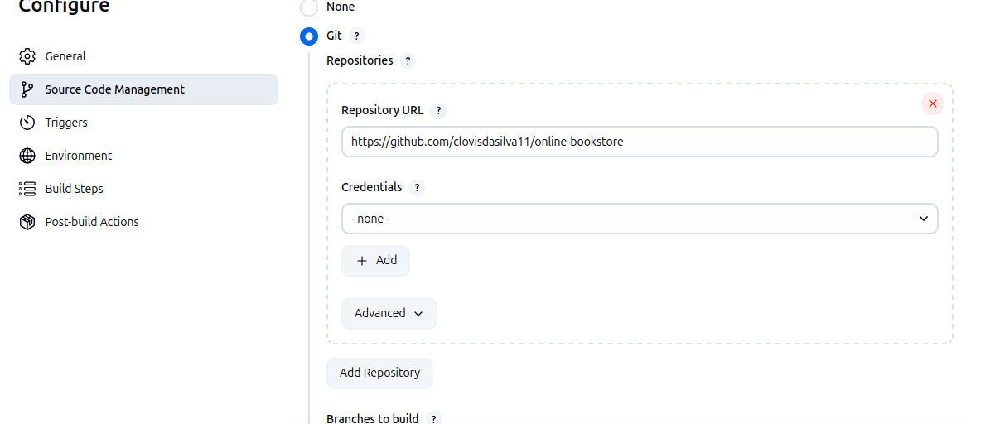 Configure
None
Git ?
General
Repositories ?
Source Code Management
Repository URL ?
Triggers
https://github.com/clovisdasilva11/online-bookstore
Environment
Build Steps
Credentials ?
- none -
Post-build Actions
Add
Advanced
Add Repository
Branches to build ?